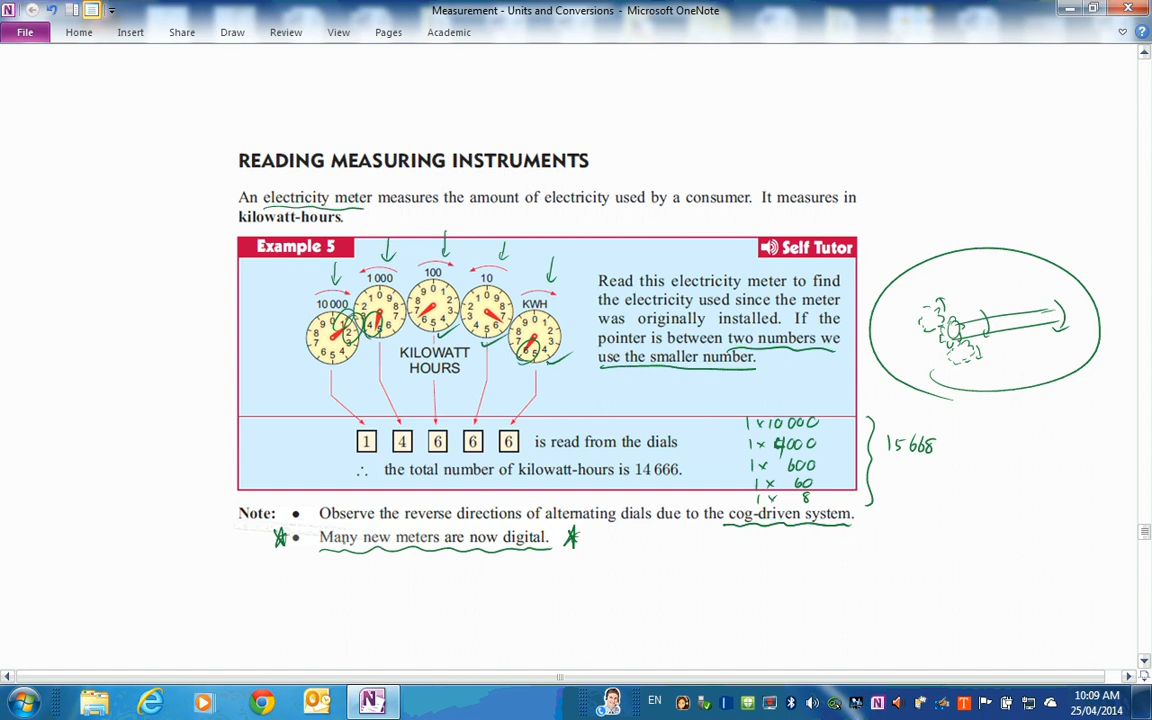 Measurement - Units and Conversions - Microsoft OneNote
File Home Insert Share Draw Review View Pages Academic
READING MEASURING INSTRUMENTS
An electricity meter measures the amount of electricity used by a consumer. It measures in
kilowatt-hours.
Example 5
Self Tutor
10 000 1 000 100 10 KWH
KILOWATT
HOURS
Read this electricity meter to find
the electricity used since the meter
was originally installed. If the
pointer is between two numbers we
use the smaller number.
1 4 6 6 6 is read from the dials
∴ the total number of kilowatt-hours is 14 666.
1 x 10 000
1 x 4000
1 x 600
1 x 60
1 x 8
15 668
Note: • Observe the reverse directions of alternating dials due to the cog-driven system.
• Many new meters are now digital.
EN
10:09 AM
25/04/2014